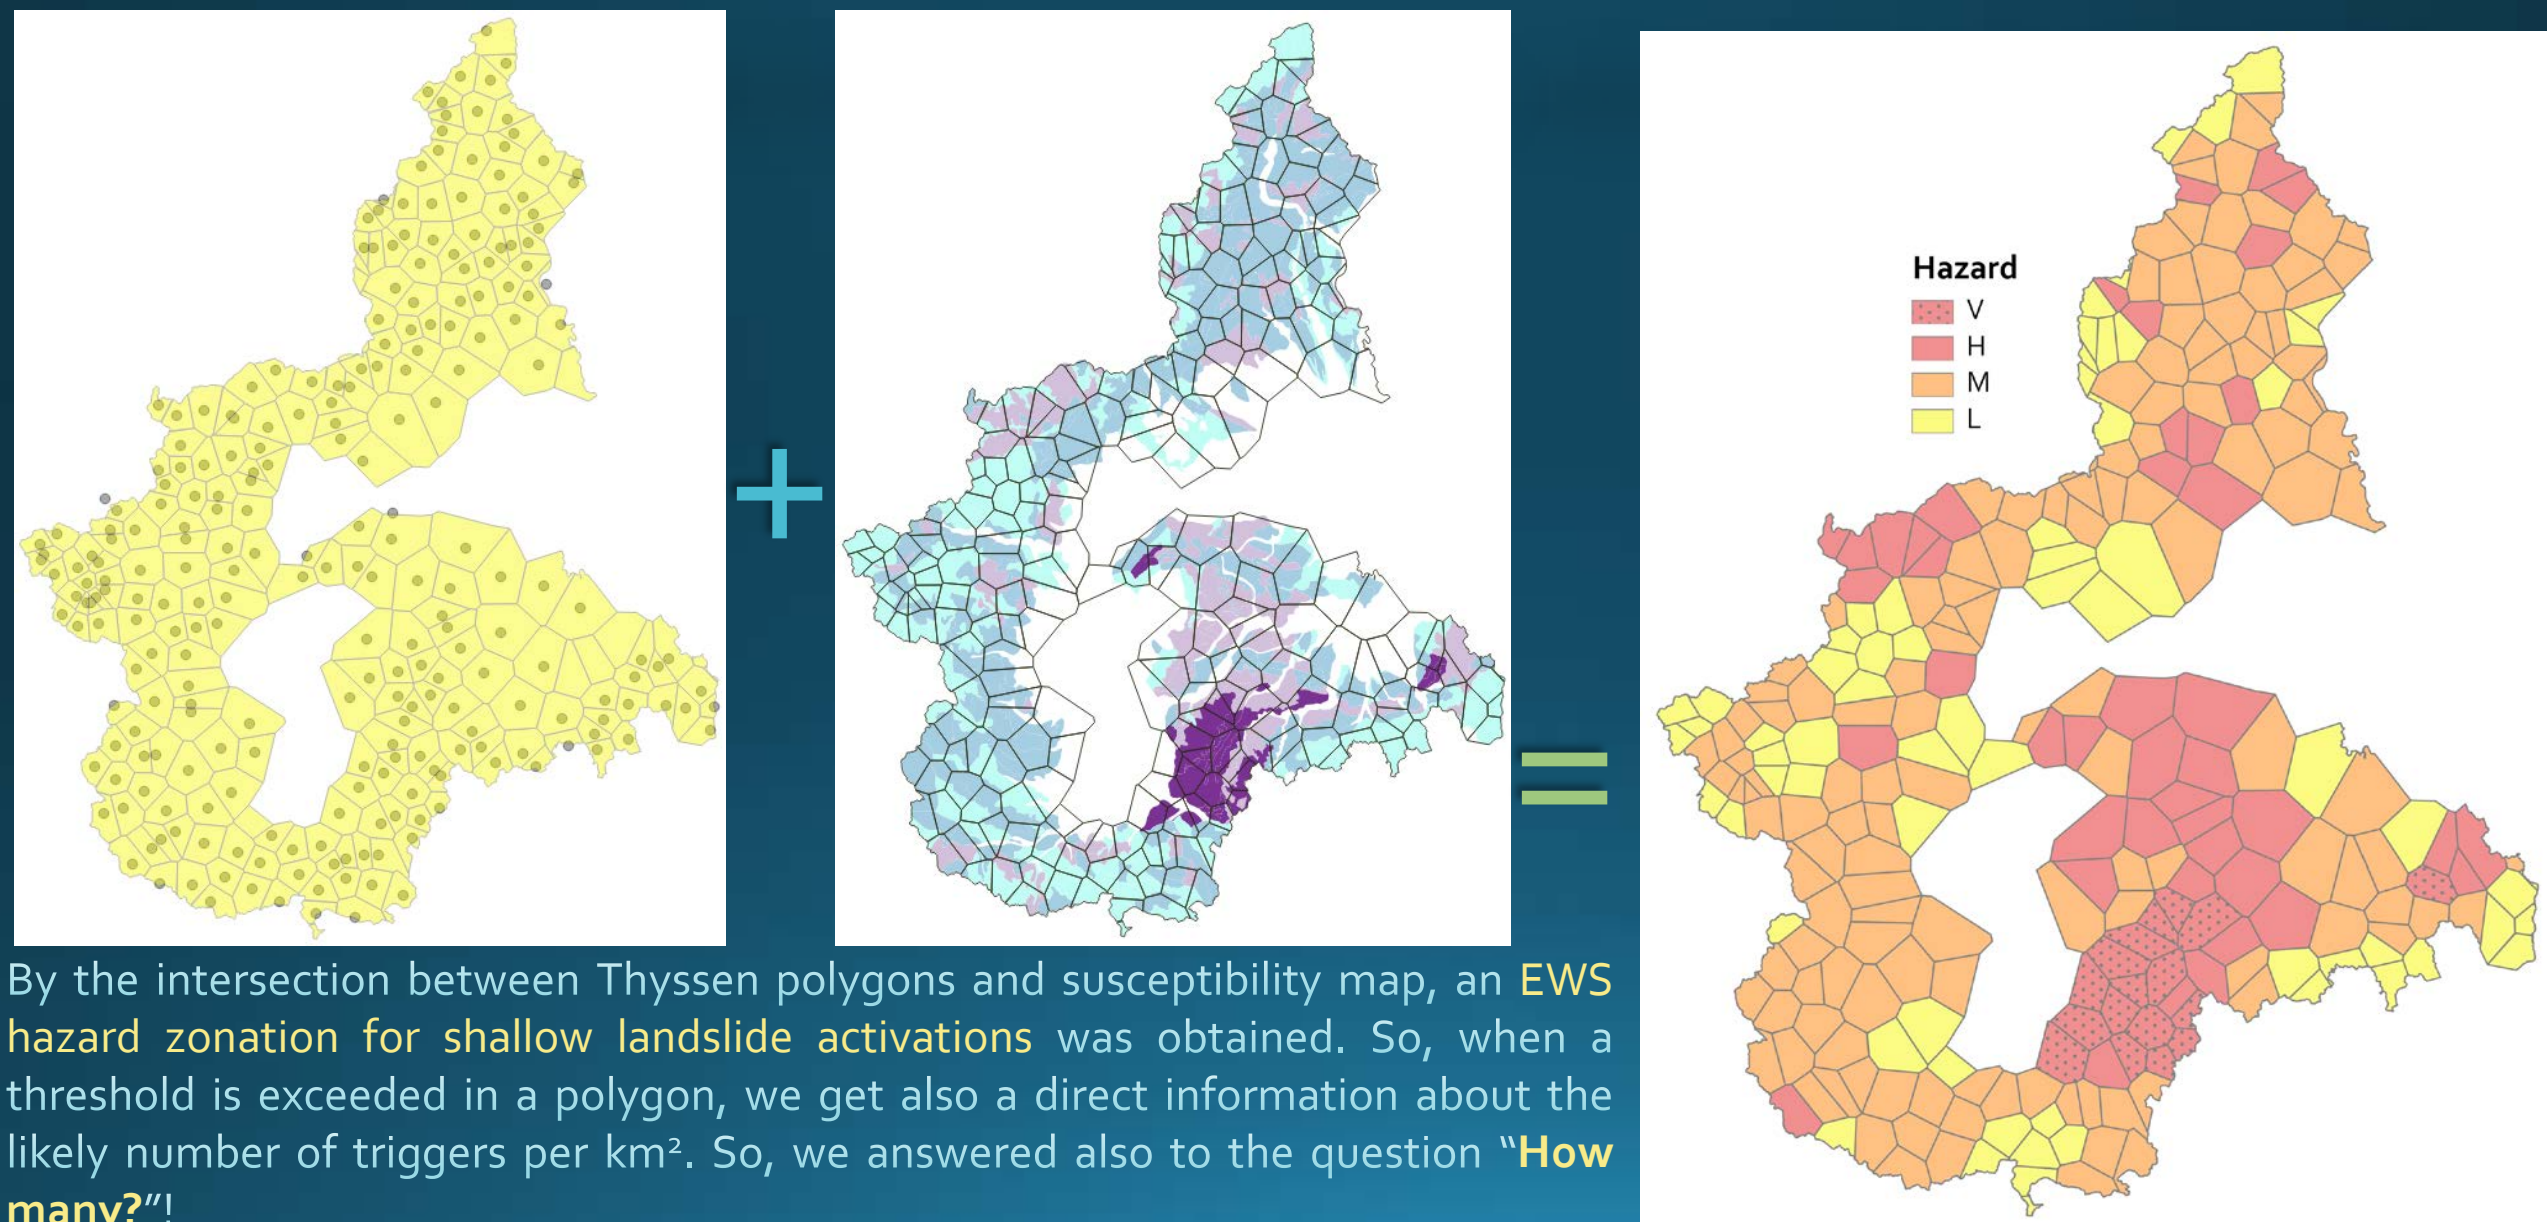 +
=
Hazard
V
H
M
L
By the intersection between Thyssen polygons and susceptibility map, an EWS
hazard zonation for shallow landslide activations was obtained. So, when a
threshold is exceeded in a polygon, we get also a direct information about the
likely number of triggers per km². So, we answered also to the question “How
many?”!